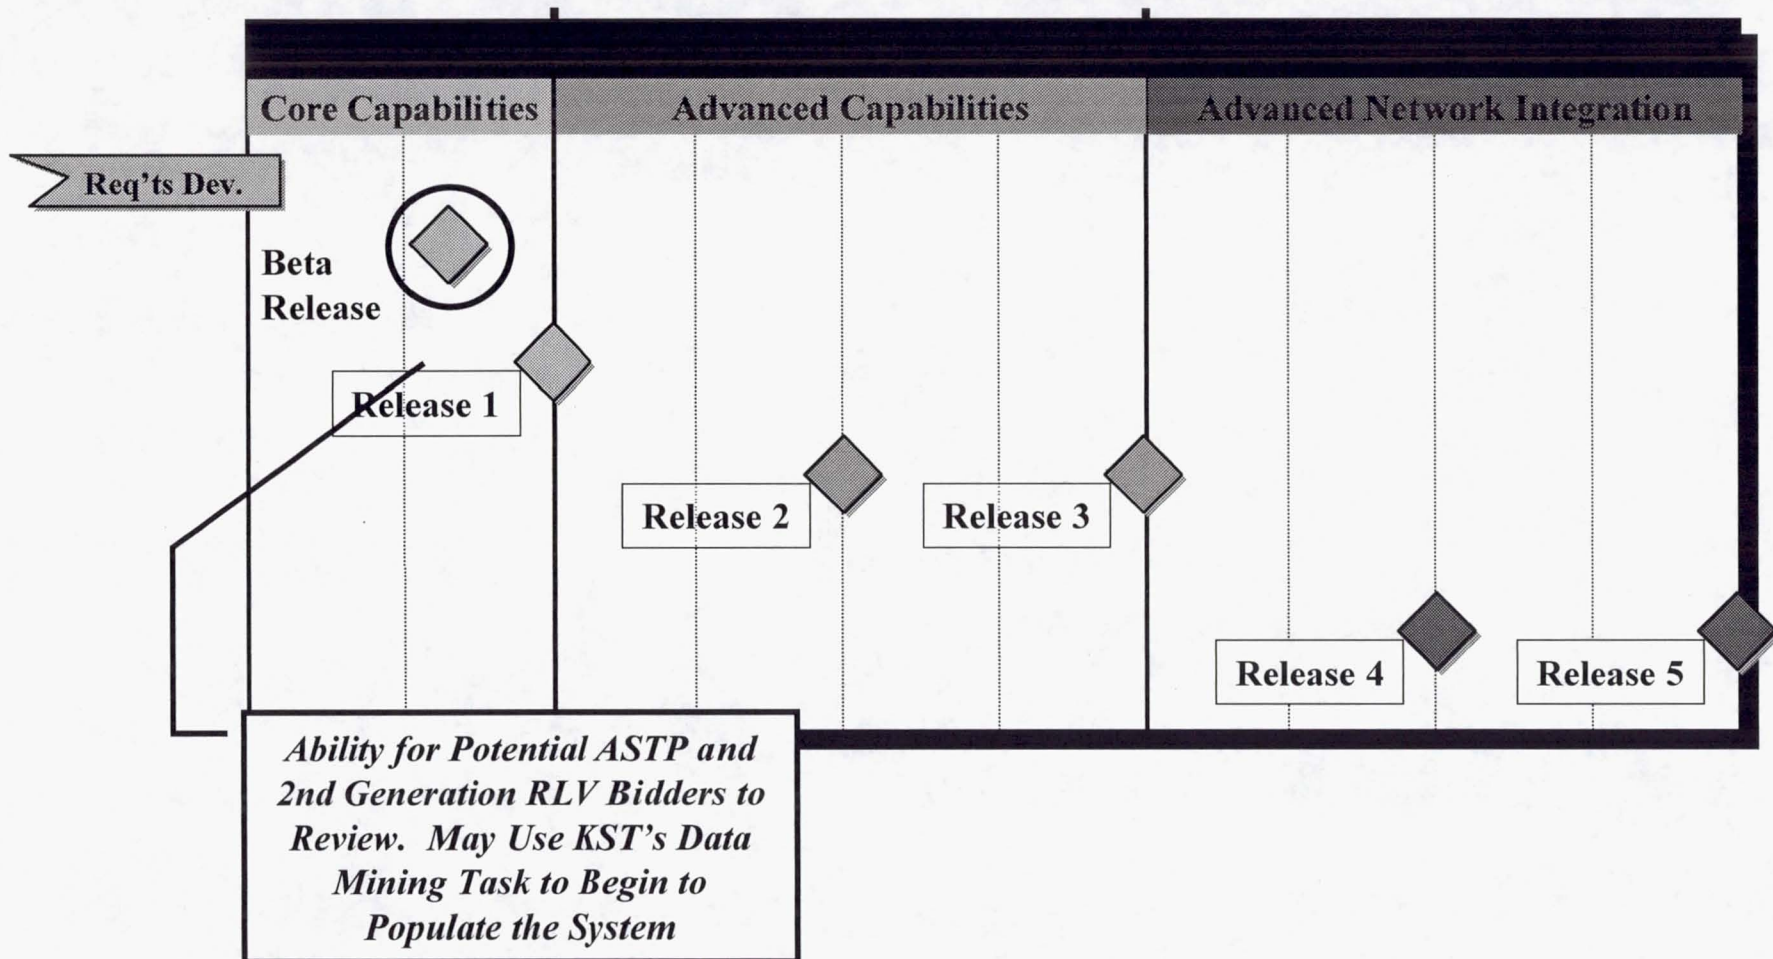 Core Capabilities
Advanced Capabilities
Advanced Network Integration
Req'ts Dev.
Beta
Release
Release 1
Release 2
Release 3
Release 4
Release 5
Ability for Potential ASTP and
2nd Generation RLV Bidders to
Review. May Use KST's Data
Mining Task to Begin to
Populate the System